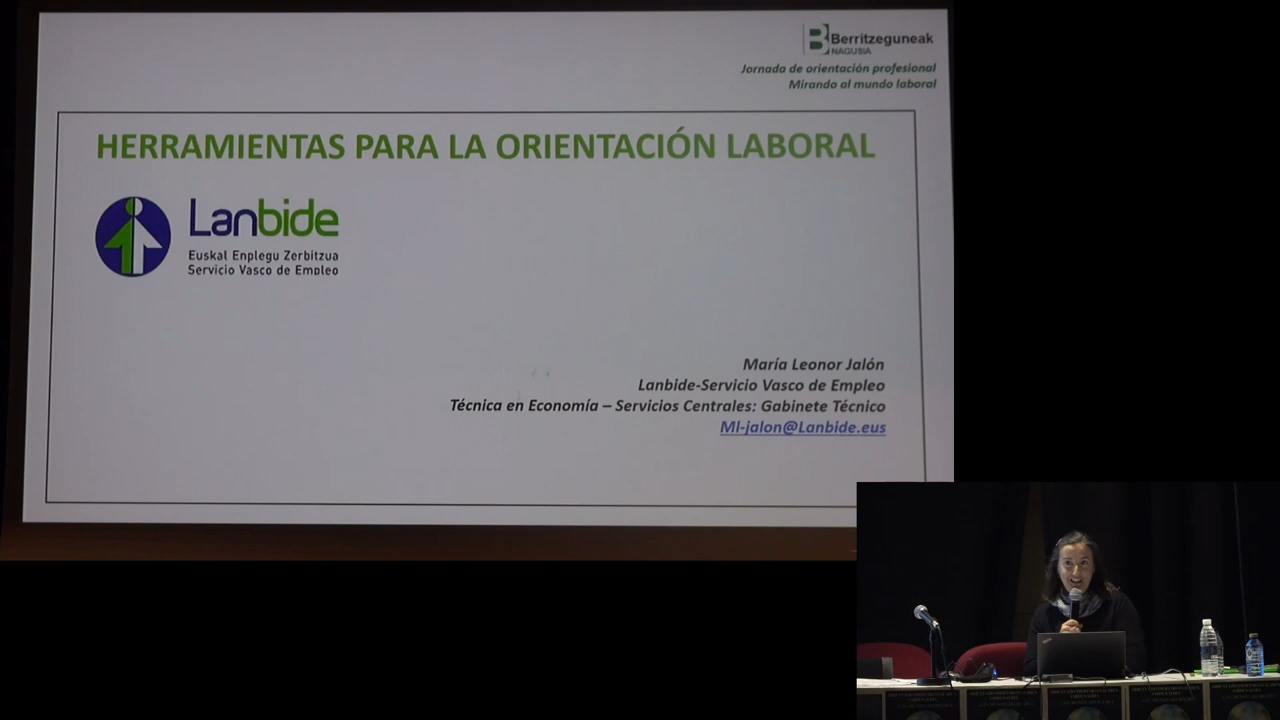 Berritzeguneak
NAGUSIA
Jornada de orientación profesional
Mirando al mundo laboral
HERRAMIENTAS PARA LA ORIENTACIÓN LABORAL
Lanbide
Euskal Enplegu Zerbitzua
Servicio Vasco de Empleo
María Leonor Jalón
Lanbide-Servicio Vasco de Empleo
Técnica en Economía – Servicios Centrales: Gabinete Técnico
Ml-jalon@Lanbide.eus